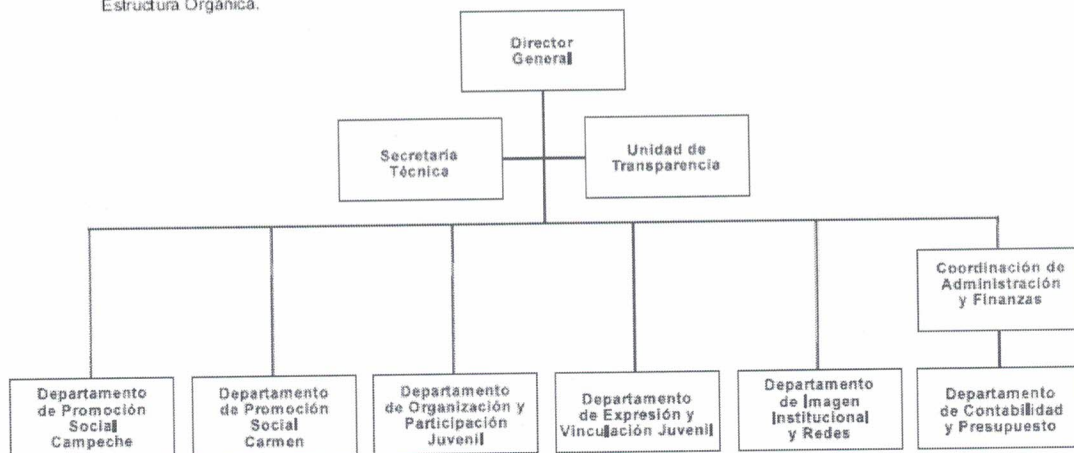 Estructura Orgánica.
Director
General
Secretaría
Técnica
Unidad de
Transparencia
Coordinación de
Administración
y Finanzas
Departamento
de Promoción
Social
Campeche
Departamento
de Promoción
Social
Carmen
Departamento
de Organización y
Participación
Juvenil
Departamento
de Expresión y
Vinculación Juvenil
Departamento
de Imagen
Institucional
y Redes
Departamento
de Contabilidad
y Presupuesto